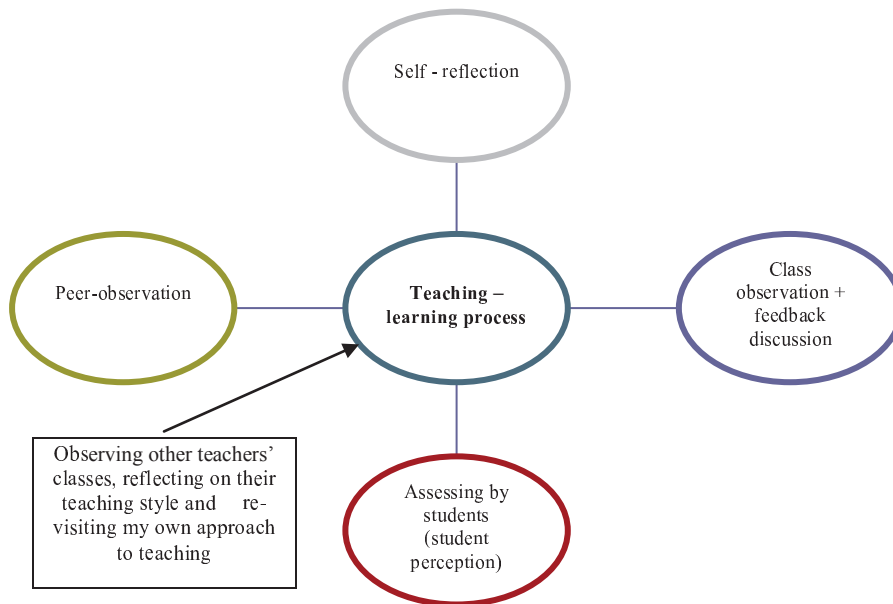 Self - reflection
Peer-observation
Teaching –
learning process
Class
observation +
feedback
discussion
Observing other teachers’
classes, reflecting on their
teaching style and re-
visiting my own approach
to teaching
Assessing by
students
(student
perception)